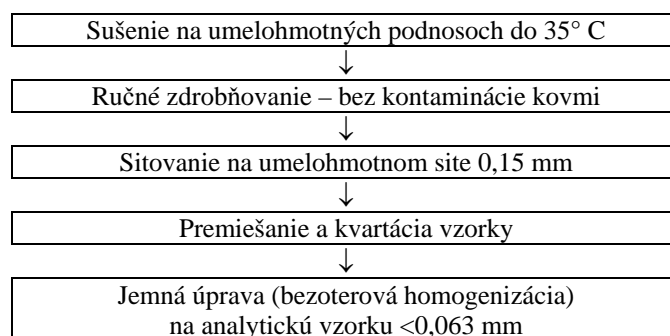 Sušenie na umelohmotných podnosoch do 35° C
↓
Ručné zdrobňovanie – bez kontaminácie kovmi
↓
Sitovanie na umelohmotnom site 0,15 mm
↓
Premiešanie a kvartácia vzorky
↓
Jemná úprava (bezoterová homogenizácia)
na analytickú vzorku <0,063 mm